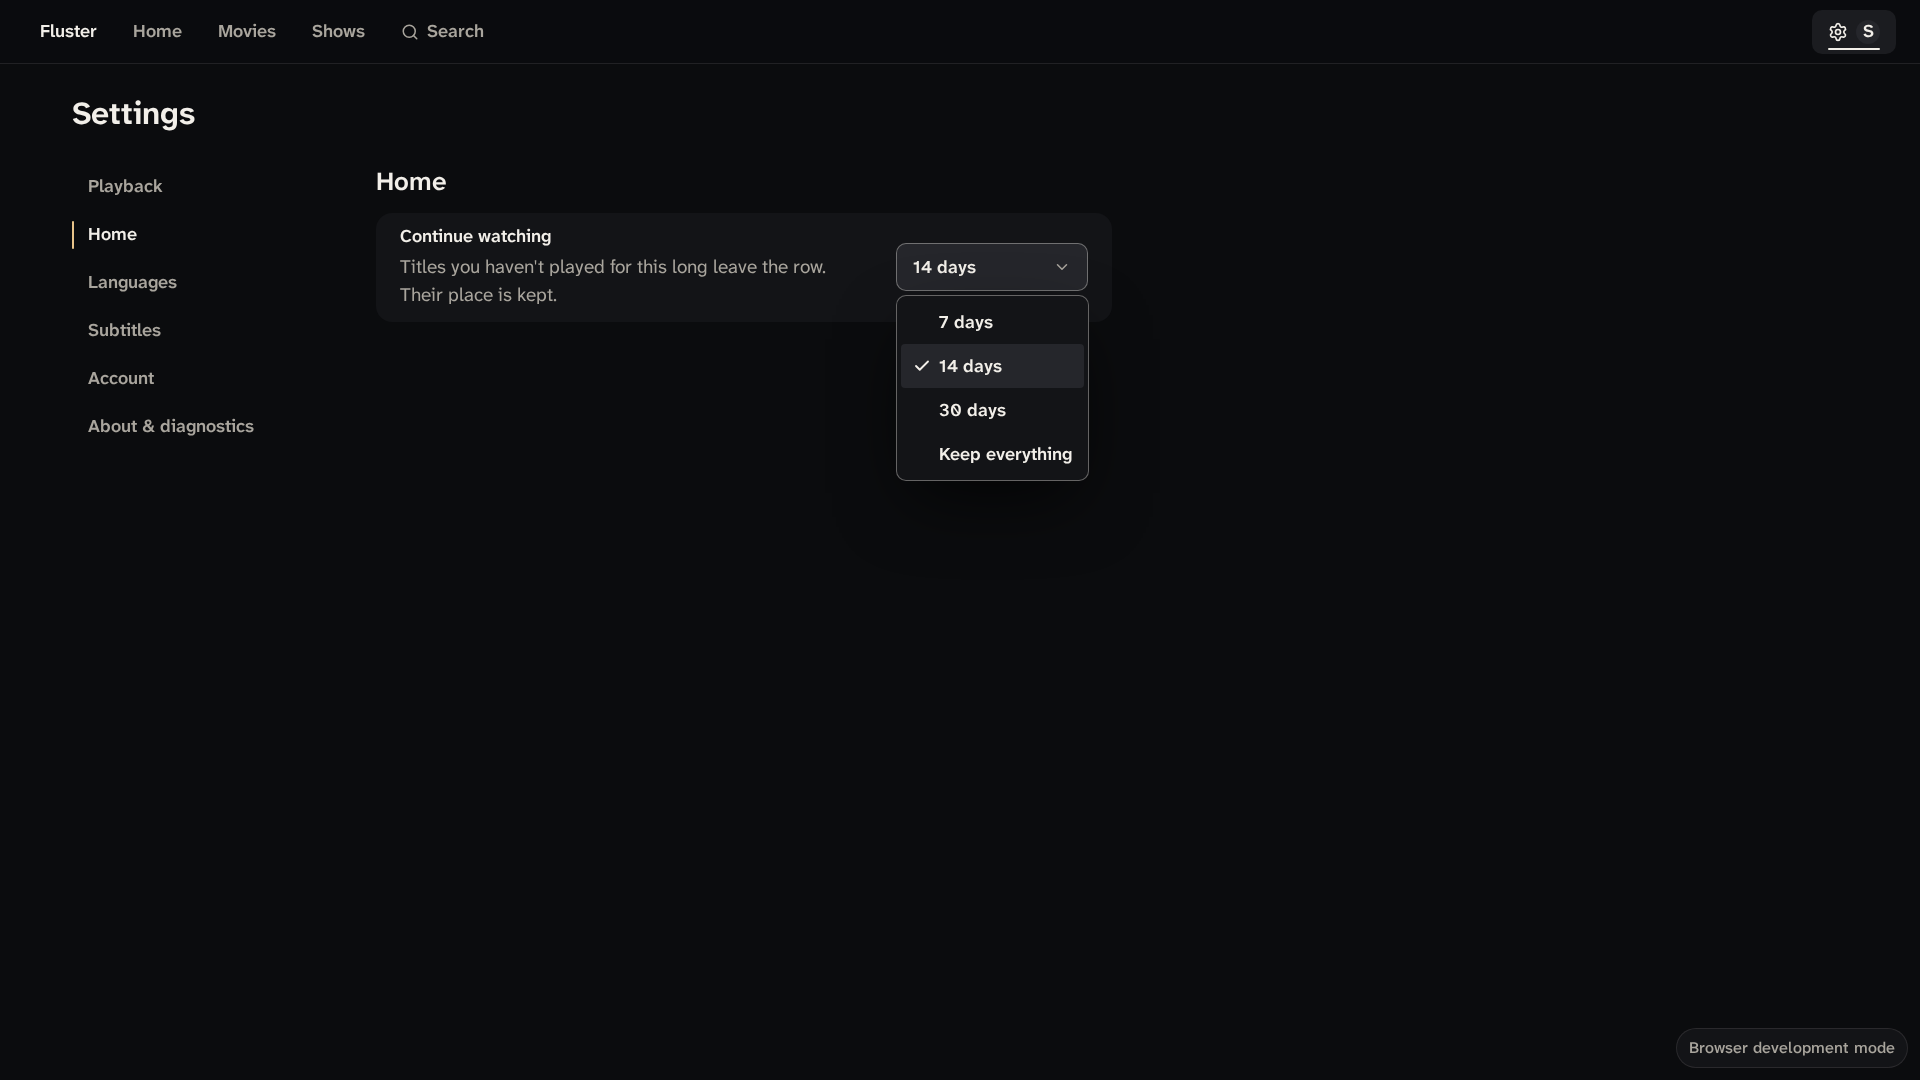 Fluster
Home
Movies
Shows
Search
S
Settings
Playback
Home
Languages
Subtitles
Account
About & diagnostics
Home
Continue watching
Titles you haven't played for this long leave the row.
Their place is kept.
14 days
7 days
14 days
30 days
Keep everything
Browser development mode